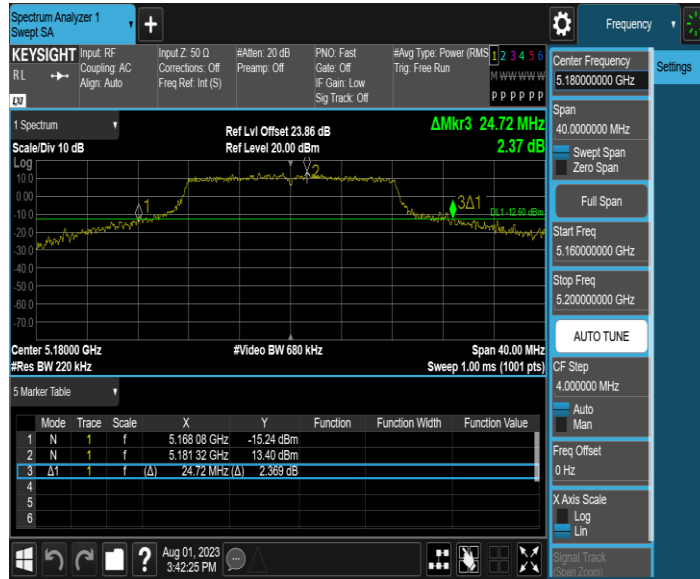 Spectrum Analyzer 1
Swept SA
Frequency
KEYSIGHT
RL
LXI
Input: RF
Coupling: AC
Align: Auto
Input Z: 50 Ω
Corrections: Off
Freq Ref: Int (S)
#Atten: 20 dB
Preamp: Off
PNO: Fast
Gate: Off
IF Gain: Low
Sig Track: Off
#Avg Type: Power (RMS
Trig: Free Run
1 2 3 4 5 6
M W W W W W
P P P P P P
Settings
1 Spectrum
Scale/Div 10 dB
Ref Lvl Offset 23.86 dB
Ref Level 20.00 dBm
ΔMkr3 24.72 MHz
2.37 dB
Log
10.0
0.00
-10.0
-20.0
-30.0
-40.0
-50.0
-60.0
-70.0
1
2
3Δ1
DL1 -12.60 dBm
Center 5.18000 GHz
#Res BW 220 kHz
#Video BW 680 kHz
Span 40.00 MHz
Sweep 1.00 ms (1001 pts)
5 Marker Table
Mode Trace Scale X Y Function Function Width Function Value
1 N 1 f 5.168 08 GHz -15.24 dBm
2 N 1 f 5.181 32 GHz 13.40 dBm
3 Δ1 1 f (Δ) 24.72 MHz (Δ) 2.369 dB
4
5
6
Aug 01, 2023
3:42:25 PM
Center Frequency
5.180000000 GHz
Span
40.0000000 MHz
Swept Span
Zero Span
Full Span
Start Freq
5.160000000 GHz
Stop Freq
5.200000000 GHz
AUTO TUNE
CF Step
4.000000 MHz
Auto
Man
Freq Offset
0 Hz
X Axis Scale
Log
Lin
Signal Track
(Span Zoom)